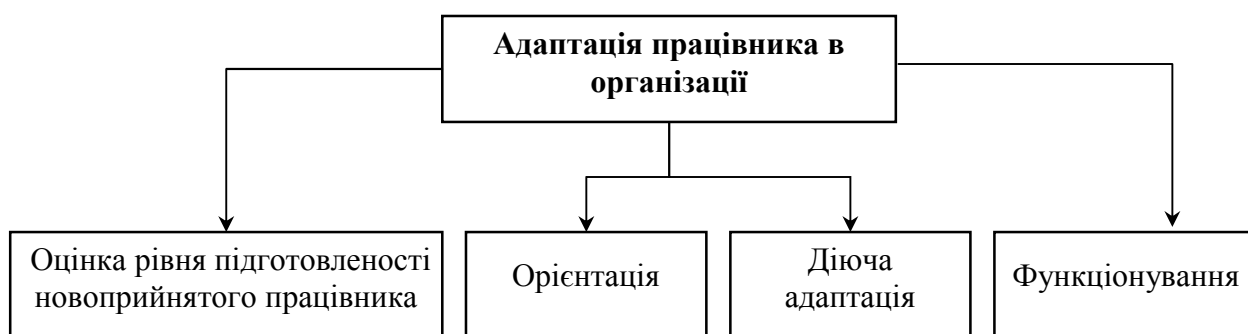 Адаптація працівника в
організації
Оцінка рівня підготовленості
новоприйнятого працівника
Орієнтація
Діюча
адаптація
Функціонування